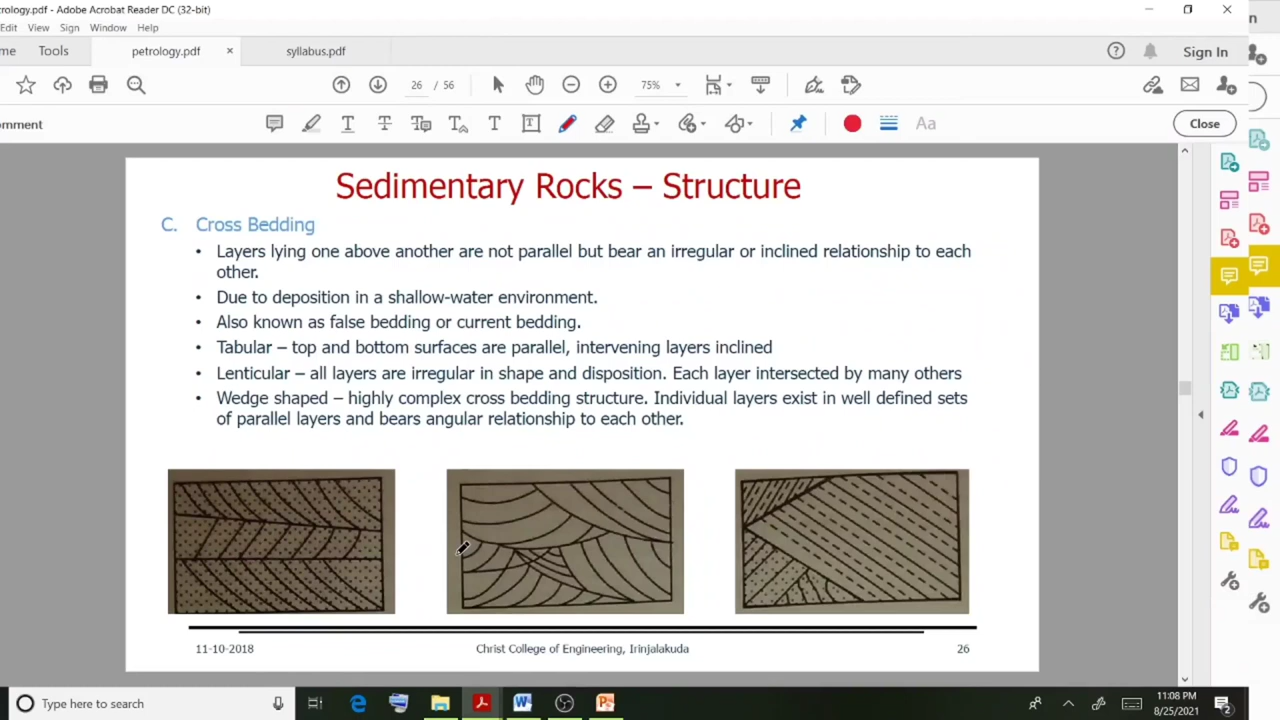 trology.pdf - Adobe Acrobat Reader DC (32-bit)
Edit View Sign Window Help
me Tools petrology.pdf × syllabus.pdf Sign In
26 / 56 75%
omment Aa Close
Sedimentary Rocks – Structure
C. Cross Bedding
• Layers lying one above another are not parallel but bear an irregular or inclined relationship to each
other.
• Due to deposition in a shallow-water environment.
• Also known as false bedding or current bedding.
• Tabular – top and bottom surfaces are parallel, intervening layers inclined
• Lenticular – all layers are irregular in shape and disposition. Each layer intersected by many others
• Wedge shaped – highly complex cross bedding structure. Individual layers exist in well defined sets
of parallel layers and bears angular relationship to each other.
11-10-2018 Christ College of Engineering, Irinjalakuda 26
Type here to search
11:08 PM
8/25/2021
2